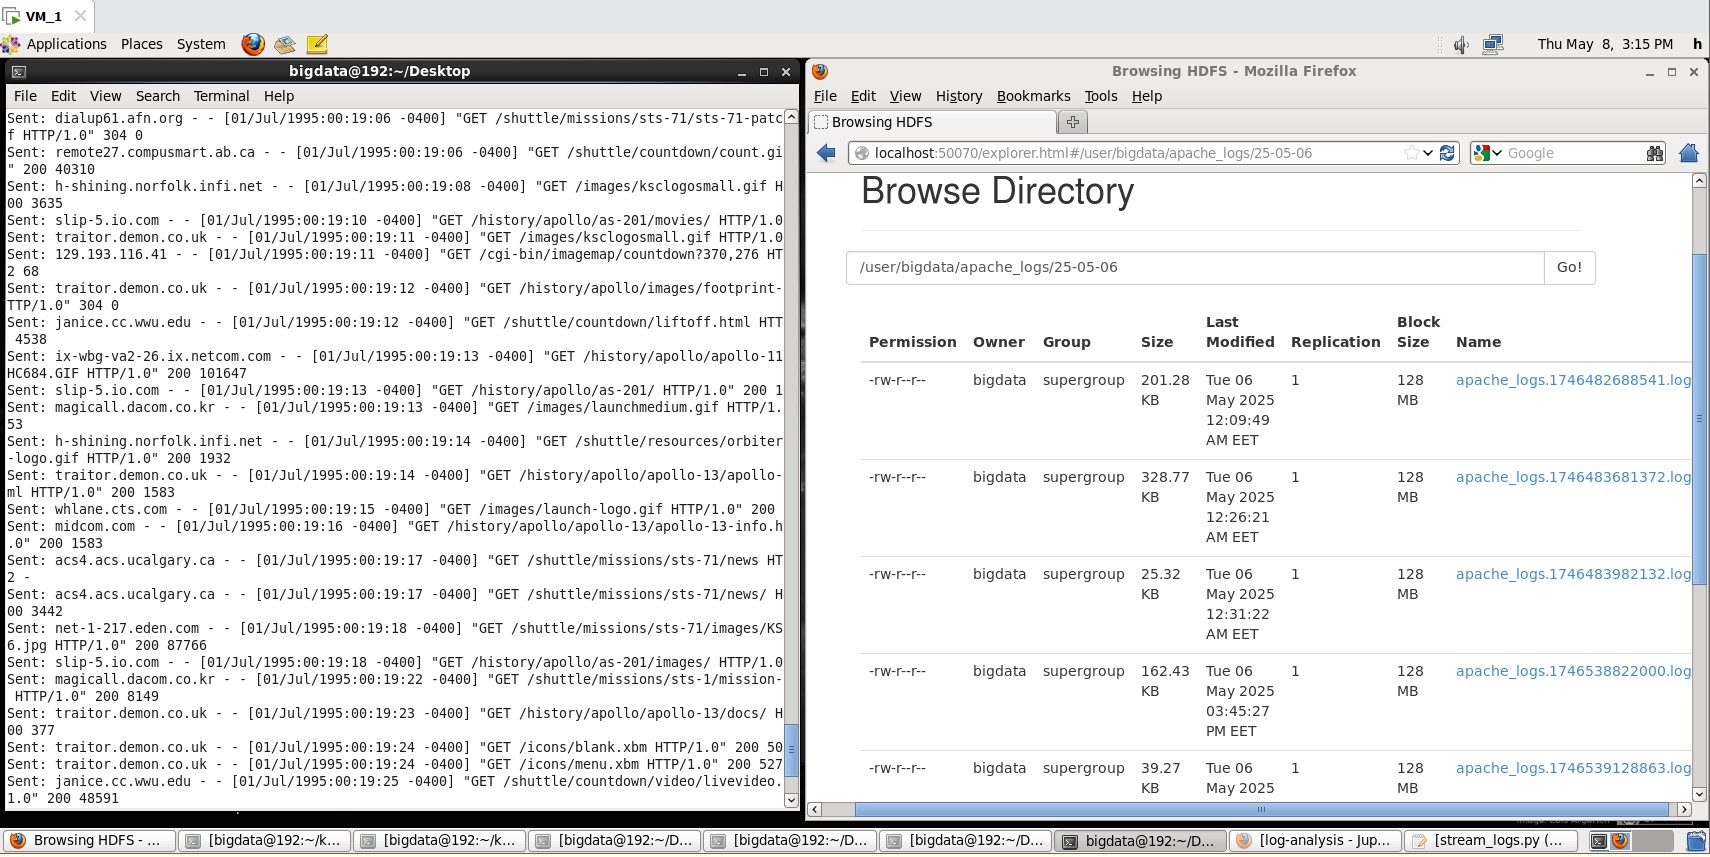 VM_1
Applications Places System Thu May 8, 3:15 PM h
bigdata@192:~/Desktop
File Edit View Search Terminal Help
Sent: dialup61.afn.org - - [01/Jul/1995:00:19:06 -0400] "GET /shuttle/missions/sts-71/sts-71-patc
f HTTP/1.0" 304 0
Sent: remote27.compusmart.ab.ca - - [01/Jul/1995:00:19:06 -0400] "GET /shuttle/countdown/count.gi
" 200 40310
Sent: h-shining.norfolk.infi.net - - [01/Jul/1995:00:19:08 -0400] "GET /images/ksclogosmall.gif H
00 3635
Sent: slip-5.io.com - - [01/Jul/1995:00:19:10 -0400] "GET /history/apollo/as-201/movies/ HTTP/1.0
Sent: traitor.demon.co.uk - - [01/Jul/1995:00:19:11 -0400] "GET /images/ksclogosmall.gif HTTP/1.0
Sent: 129.193.116.41 - - [01/Jul/1995:00:19:11 -0400] "GET /cgi-bin/imagemap/countdown?370,276 HT
2 68
Sent: traitor.demon.co.uk - - [01/Jul/1995:00:19:12 -0400] "GET /history/apollo/images/footprint-
TTP/1.0" 304 0
Sent: janice.cc.wwu.edu - - [01/Jul/1995:00:19:12 -0400] "GET /shuttle/countdown/liftoff.html HTT
4538
Sent: ix-wbg-va2-26.ix.netcom.com - - [01/Jul/1995:00:19:13 -0400] "GET /history/apollo/apollo-11
HC684.GIF HTTP/1.0" 200 101647
Sent: slip-5.io.com - - [01/Jul/1995:00:19:13 -0400] "GET /history/apollo/as-201/ HTTP/1.0" 200 1
Sent: magicall.dacom.co.kr - - [01/Jul/1995:00:19:13 -0400] "GET /images/launchmedium.gif HTTP/1.
53
Sent: h-shining.norfolk.infi.net - - [01/Jul/1995:00:19:14 -0400] "GET /shuttle/resources/orbiter
-logo.gif HTTP/1.0" 200 1932
Sent: traitor.demon.co.uk - - [01/Jul/1995:00:19:14 -0400] "GET /history/apollo/apollo-13/apollo-
ml HTTP/1.0" 200 1583
Sent: whlane.cts.com - - [01/Jul/1995:00:19:15 -0400] "GET /images/launch-logo.gif HTTP/1.0" 200
Sent: midcom.com - - [01/Jul/1995:00:19:16 -0400] "GET /history/apollo/apollo-13/apollo-13-info.h
.0" 200 1583
Sent: acs4.acs.ucalgary.ca - - [01/Jul/1995:00:19:17 -0400] "GET /shuttle/missions/sts-71/news HT
2 -
Sent: acs4.acs.ucalgary.ca - - [01/Jul/1995:00:19:17 -0400] "GET /shuttle/missions/sts-71/news/ H
00 3442
Sent: net-1-217.eden.com - - [01/Jul/1995:00:19:18 -0400] "GET /shuttle/missions/sts-71/images/KS
6.jpg HTTP/1.0" 200 87766
Sent: slip-5.io.com - - [01/Jul/1995:00:19:18 -0400] "GET /history/apollo/as-201/images/ HTTP/1.0
Sent: magicall.dacom.co.kr - - [01/Jul/1995:00:19:22 -0400] "GET /shuttle/missions/sts-1/mission-
HTTP/1.0" 200 8149
Sent: traitor.demon.co.uk - - [01/Jul/1995:00:19:23 -0400] "GET /history/apollo/apollo-13/docs/ H
00 377
Sent: traitor.demon.co.uk - - [01/Jul/1995:00:19:24 -0400] "GET /icons/blank.xbm HTTP/1.0" 200 50
Sent: traitor.demon.co.uk - - [01/Jul/1995:00:19:24 -0400] "GET /icons/menu.xbm HTTP/1.0" 200 527
Sent: janice.cc.wwu.edu - - [01/Jul/1995:00:19:25 -0400] "GET /shuttle/countdown/video/livevideo.
1.0" 200 48591
Browsing HDFS - Mozilla Firefox
File Edit View History Bookmarks Tools Help
Browsing HDFS
localhost:50070/explorer.html#/user/bigdata/apache_logs/25-05-06 Google
Browse Directory
/user/bigdata/apache_logs/25-05-06 Go!
Last Block
Permission Owner Group Size Modified Replication Size Name
-rw-r--r-- bigdata supergroup 201.28 Tue 06 1 128 apache_logs.1746482688541.log
KB May 2025 MB
12:09:49
AM EET
-rw-r--r-- bigdata supergroup 328.77 Tue 06 1 128 apache_logs.1746483681372.log
KB May 2025 MB
12:26:21
AM EET
-rw-r--r-- bigdata supergroup 25.32 Tue 06 1 128 apache_logs.1746483982132.log
KB May 2025 MB
12:31:22
AM EET
-rw-r--r-- bigdata supergroup 162.43 Tue 06 1 128 apache_logs.1746538822000.log
KB May 2025 MB
03:45:27
PM EET
-rw-r--r-- bigdata supergroup 39.27 Tue 06 1 128 apache_logs.1746539128863.log
KB May 2025 MB
Browsing HDFS - ... [bigdata@192:~/k... [bigdata@192:~/k... [bigdata@192:~/D... [bigdata@192:~/D... [bigdata@192:~/D... bigdata@192:~/D... [log-analysis - Jup... [stream_logs.py (...